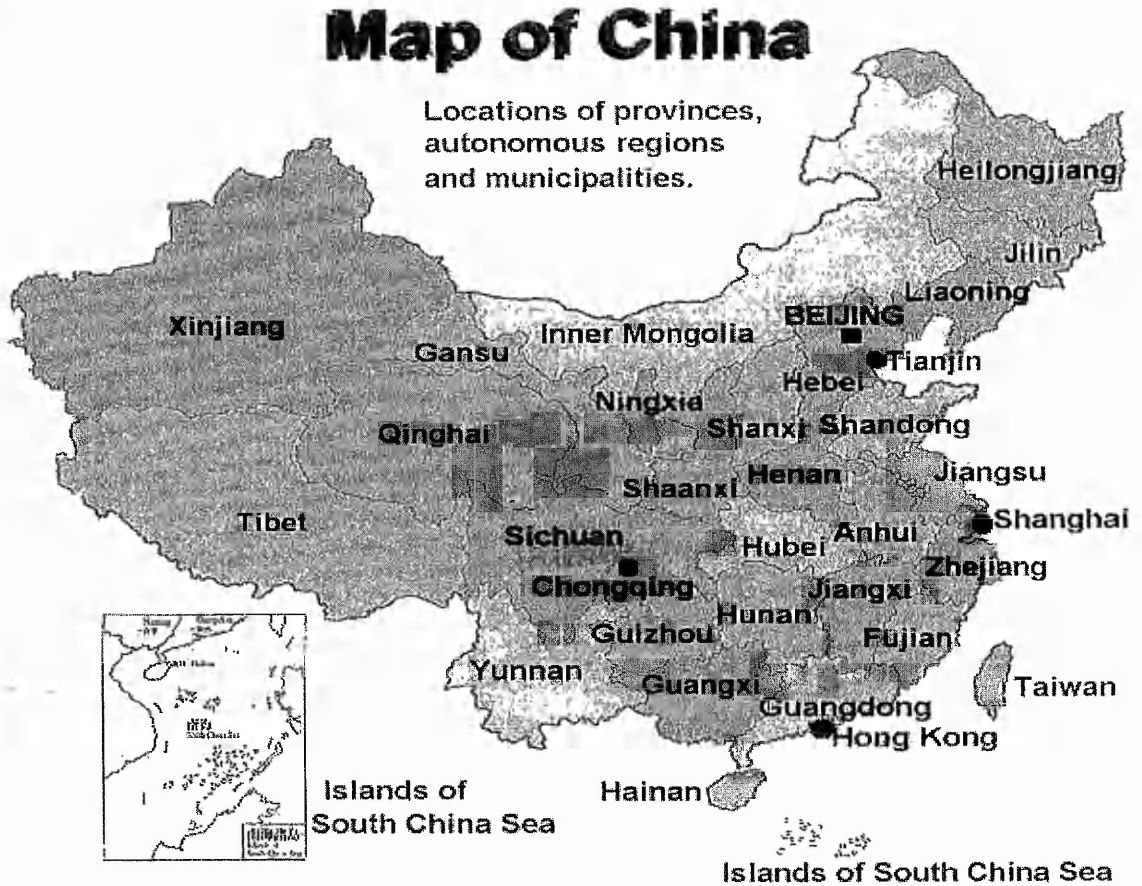 Map of China
Locations of provinces,
autonomous regions
and municipalities.
Heilongjiang
Jilin
Liaoning
BEIJING
Xinjiang
Inner Mongolia
Gansu
Tianjin
Hebei
Ningxia
Qinghai
Shanxi
Shandong
Jiangsu
Henan
Shaanxi
Tibet
Shanghai
Sichuan
Anhui
Hubei
Zhejiang
Chongqing
Jiangxi
Hunan
Guizhou
Fujian
Yunnan
Guangxi
Taiwan
Guangdong
Hong Kong
Hainan
Islands of
South China Sea
Islands of South China Sea